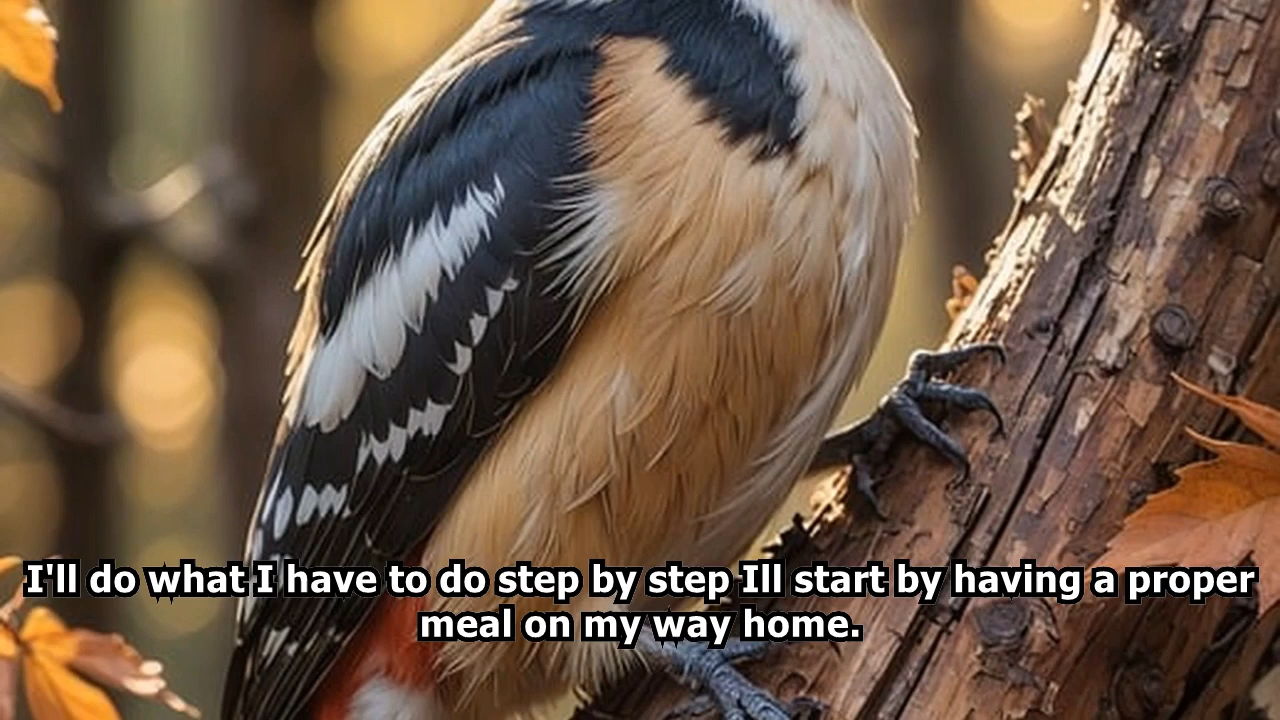 I'll do what I have to do step by step Ill start by having a proper
meal on my way home.